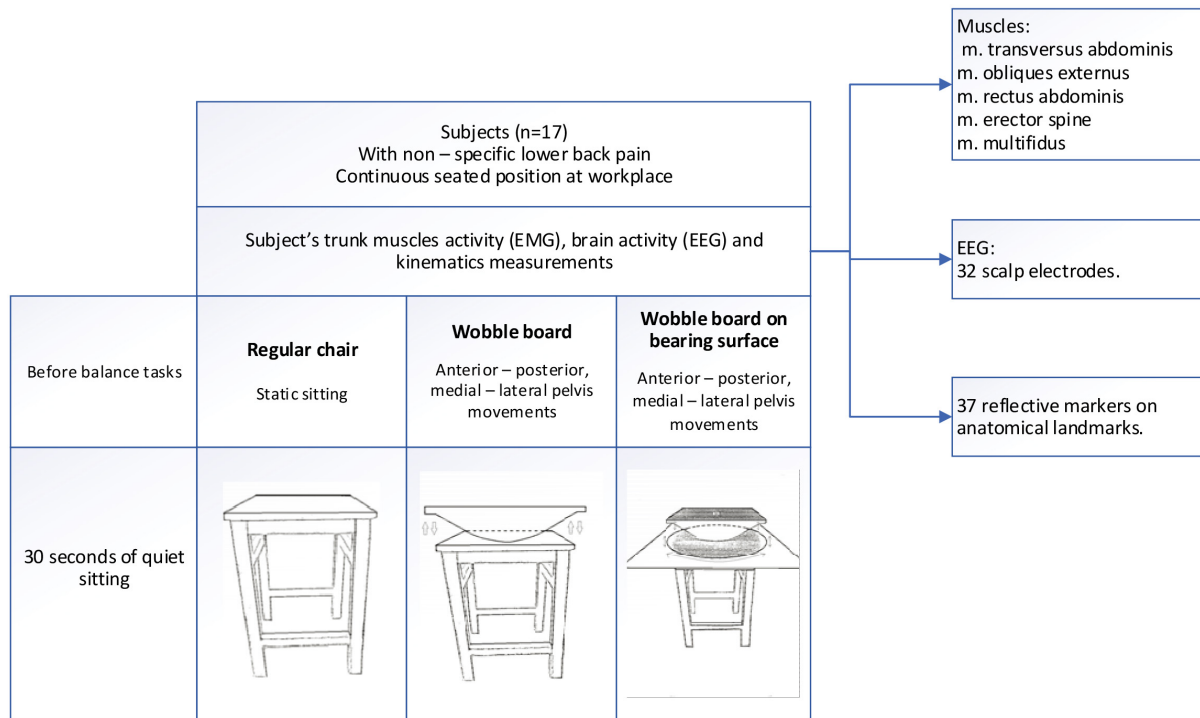 Subjects (n=17)
With non – specific lower back pain
Continuous seated position at workplace
Subject's trunk muscles activity (EMG), brain activity (EEG) and
kinematics measurements
Before balance tasks
Regular chair
Static sitting
Wobble board
Anterior – posterior,
medial – lateral pelvis
movements
Wobble board on
bearing surface
Anterior – posterior,
medial – lateral pelvis
movements
30 seconds of quiet
sitting
Muscles:
m. transversus abdominis
m. obliques externus
m. rectus abdominis
m. erector spine
m. multifidus
EEG:
32 scalp electrodes.
37 reflective markers on
anatomical landmarks.